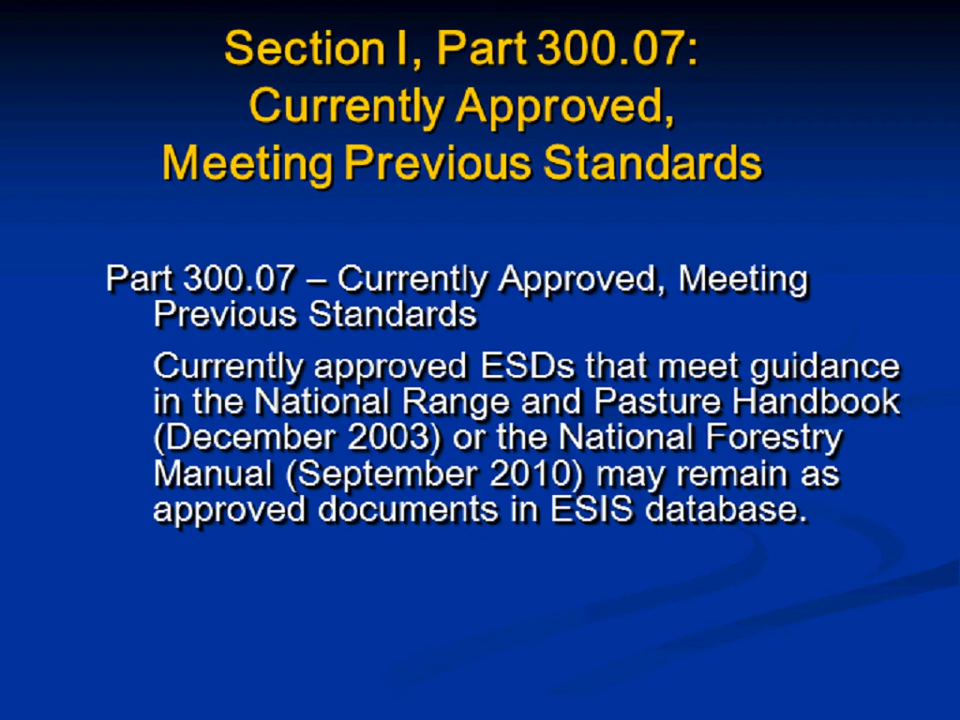 Section I, Part 300.07:
Currently Approved,
Meeting Previous Standards
Part 300.07 – Currently Approved, Meeting
Previous Standards
Currently approved ESDs that meet guidance
in the National Range and Pasture Handbook
(December 2003) or the National Forestry
Manual (September 2010) may remain as
approved documents in ESIS database.